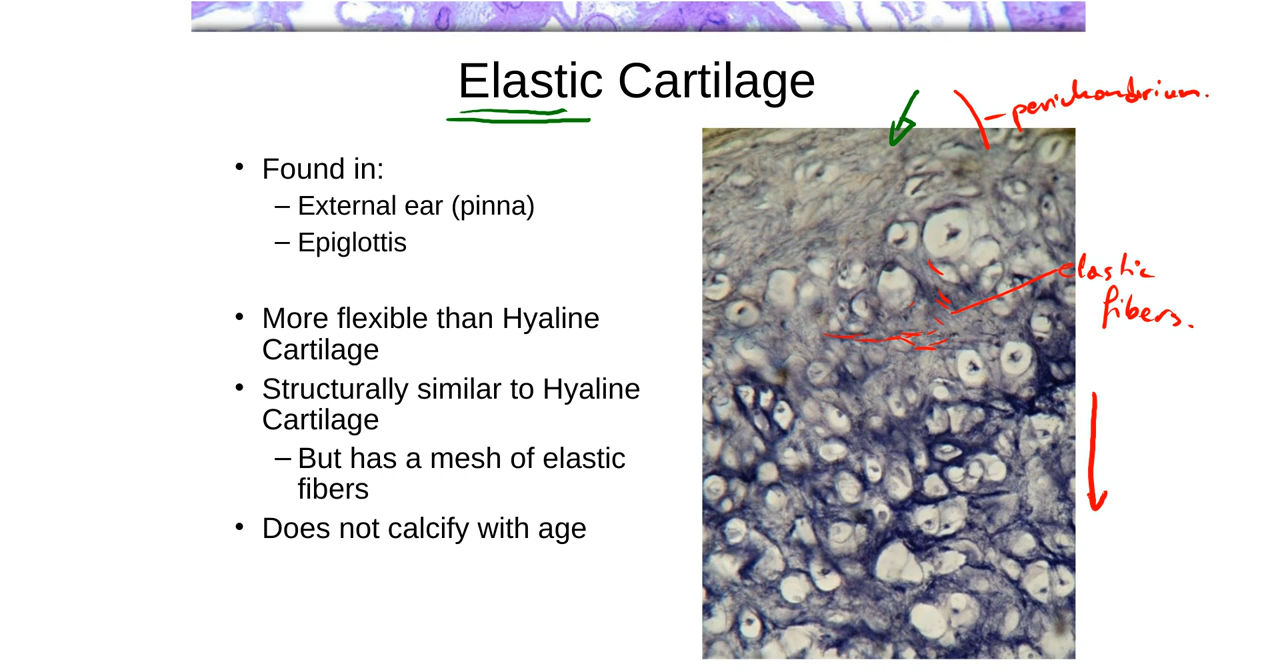 Elastic Cartilage
- perichondrium.
• Found in:
– External ear (pinna)
– Epiglottis
• More flexible than Hyaline
Cartilage
• Structurally similar to Hyaline
Cartilage
– But has a mesh of elastic
fibers
• Does not calcify with age
elastic
fibers.